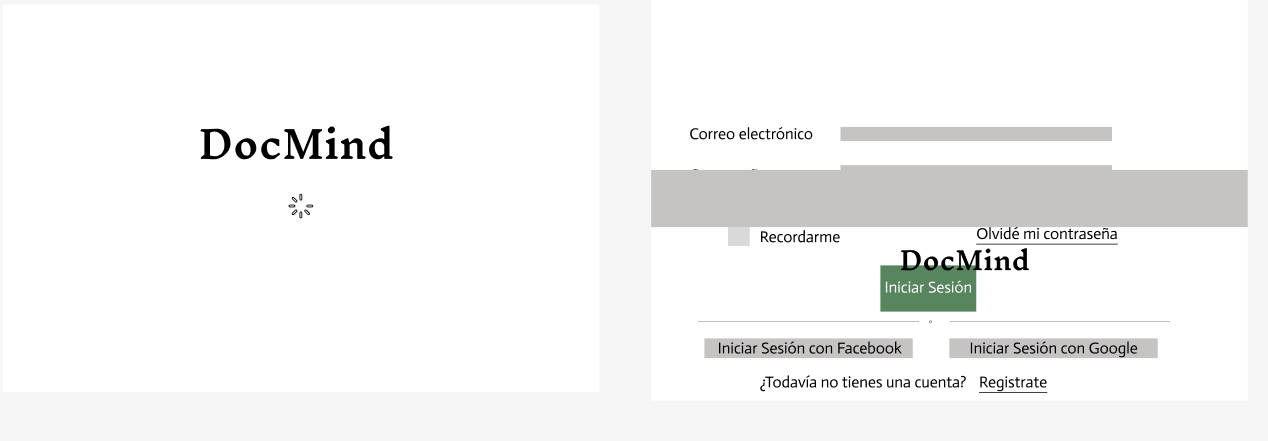 DocMind
Correo electrónico
Recordarme
Olvidé mi contraseña
DocMind
Iniciar Sesión
o
Iniciar Sesión con Facebook
Iniciar Sesión con Google
¿Todavía no tienes una cuenta? Registrate